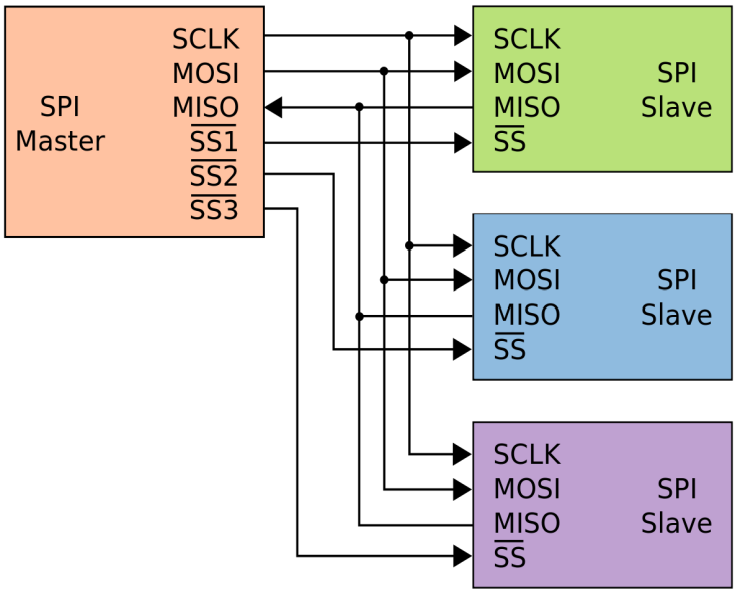 SCLK
MOSI
MISO
SS1
SS2
SS3
SPI
Master
SCLK
MOSI
MISO
SS
SPI
Slave
SCLK
MOSI
MISO
SS
SPI
Slave
SCLK
MOSI
MISO
SS
SPI
Slave